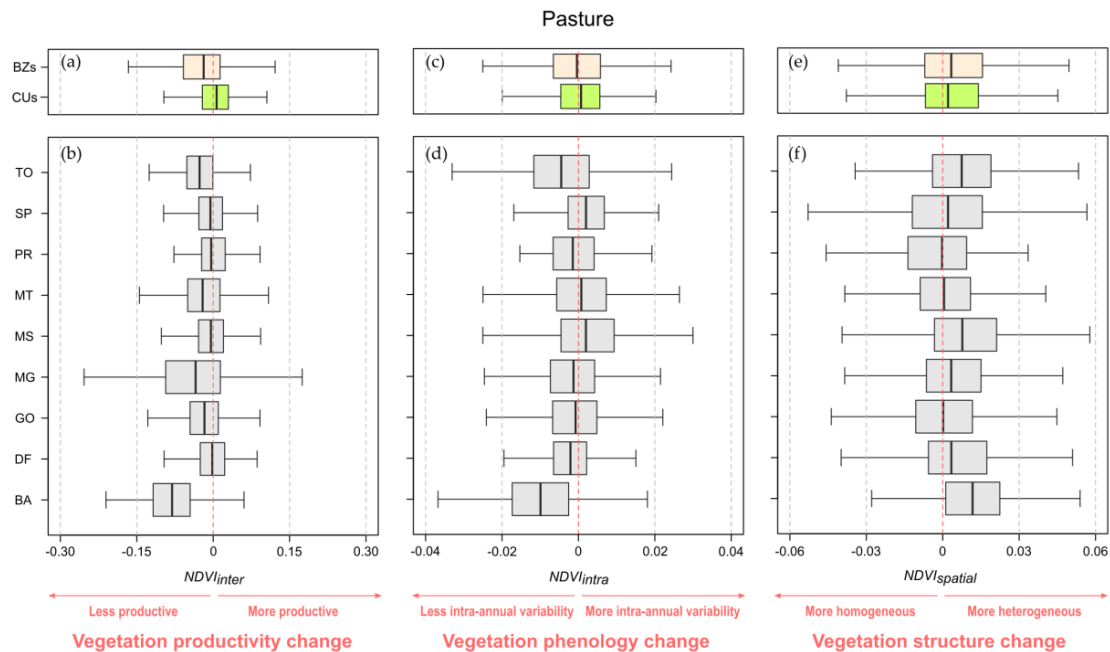 Pasture
(a)
(c)
(e)
BZs
CUs
(b)
(d)
(f)
TO
SP
PR
MT
MS
MG
GO
DF
BA
-0.30 -0.15 0 0.15 0.30
-0.04 -0.02 0 0.02 0.04
-0.06 -0.03 0 0.03 0.06
NDVIinter
NDVIintra
NDVIspatial
Less productive More productive
Less intra-annual variability More intra-annual variability
More homogeneous More heterogeneous
Vegetation productivity change
Vegetation phenology change
Vegetation structure change